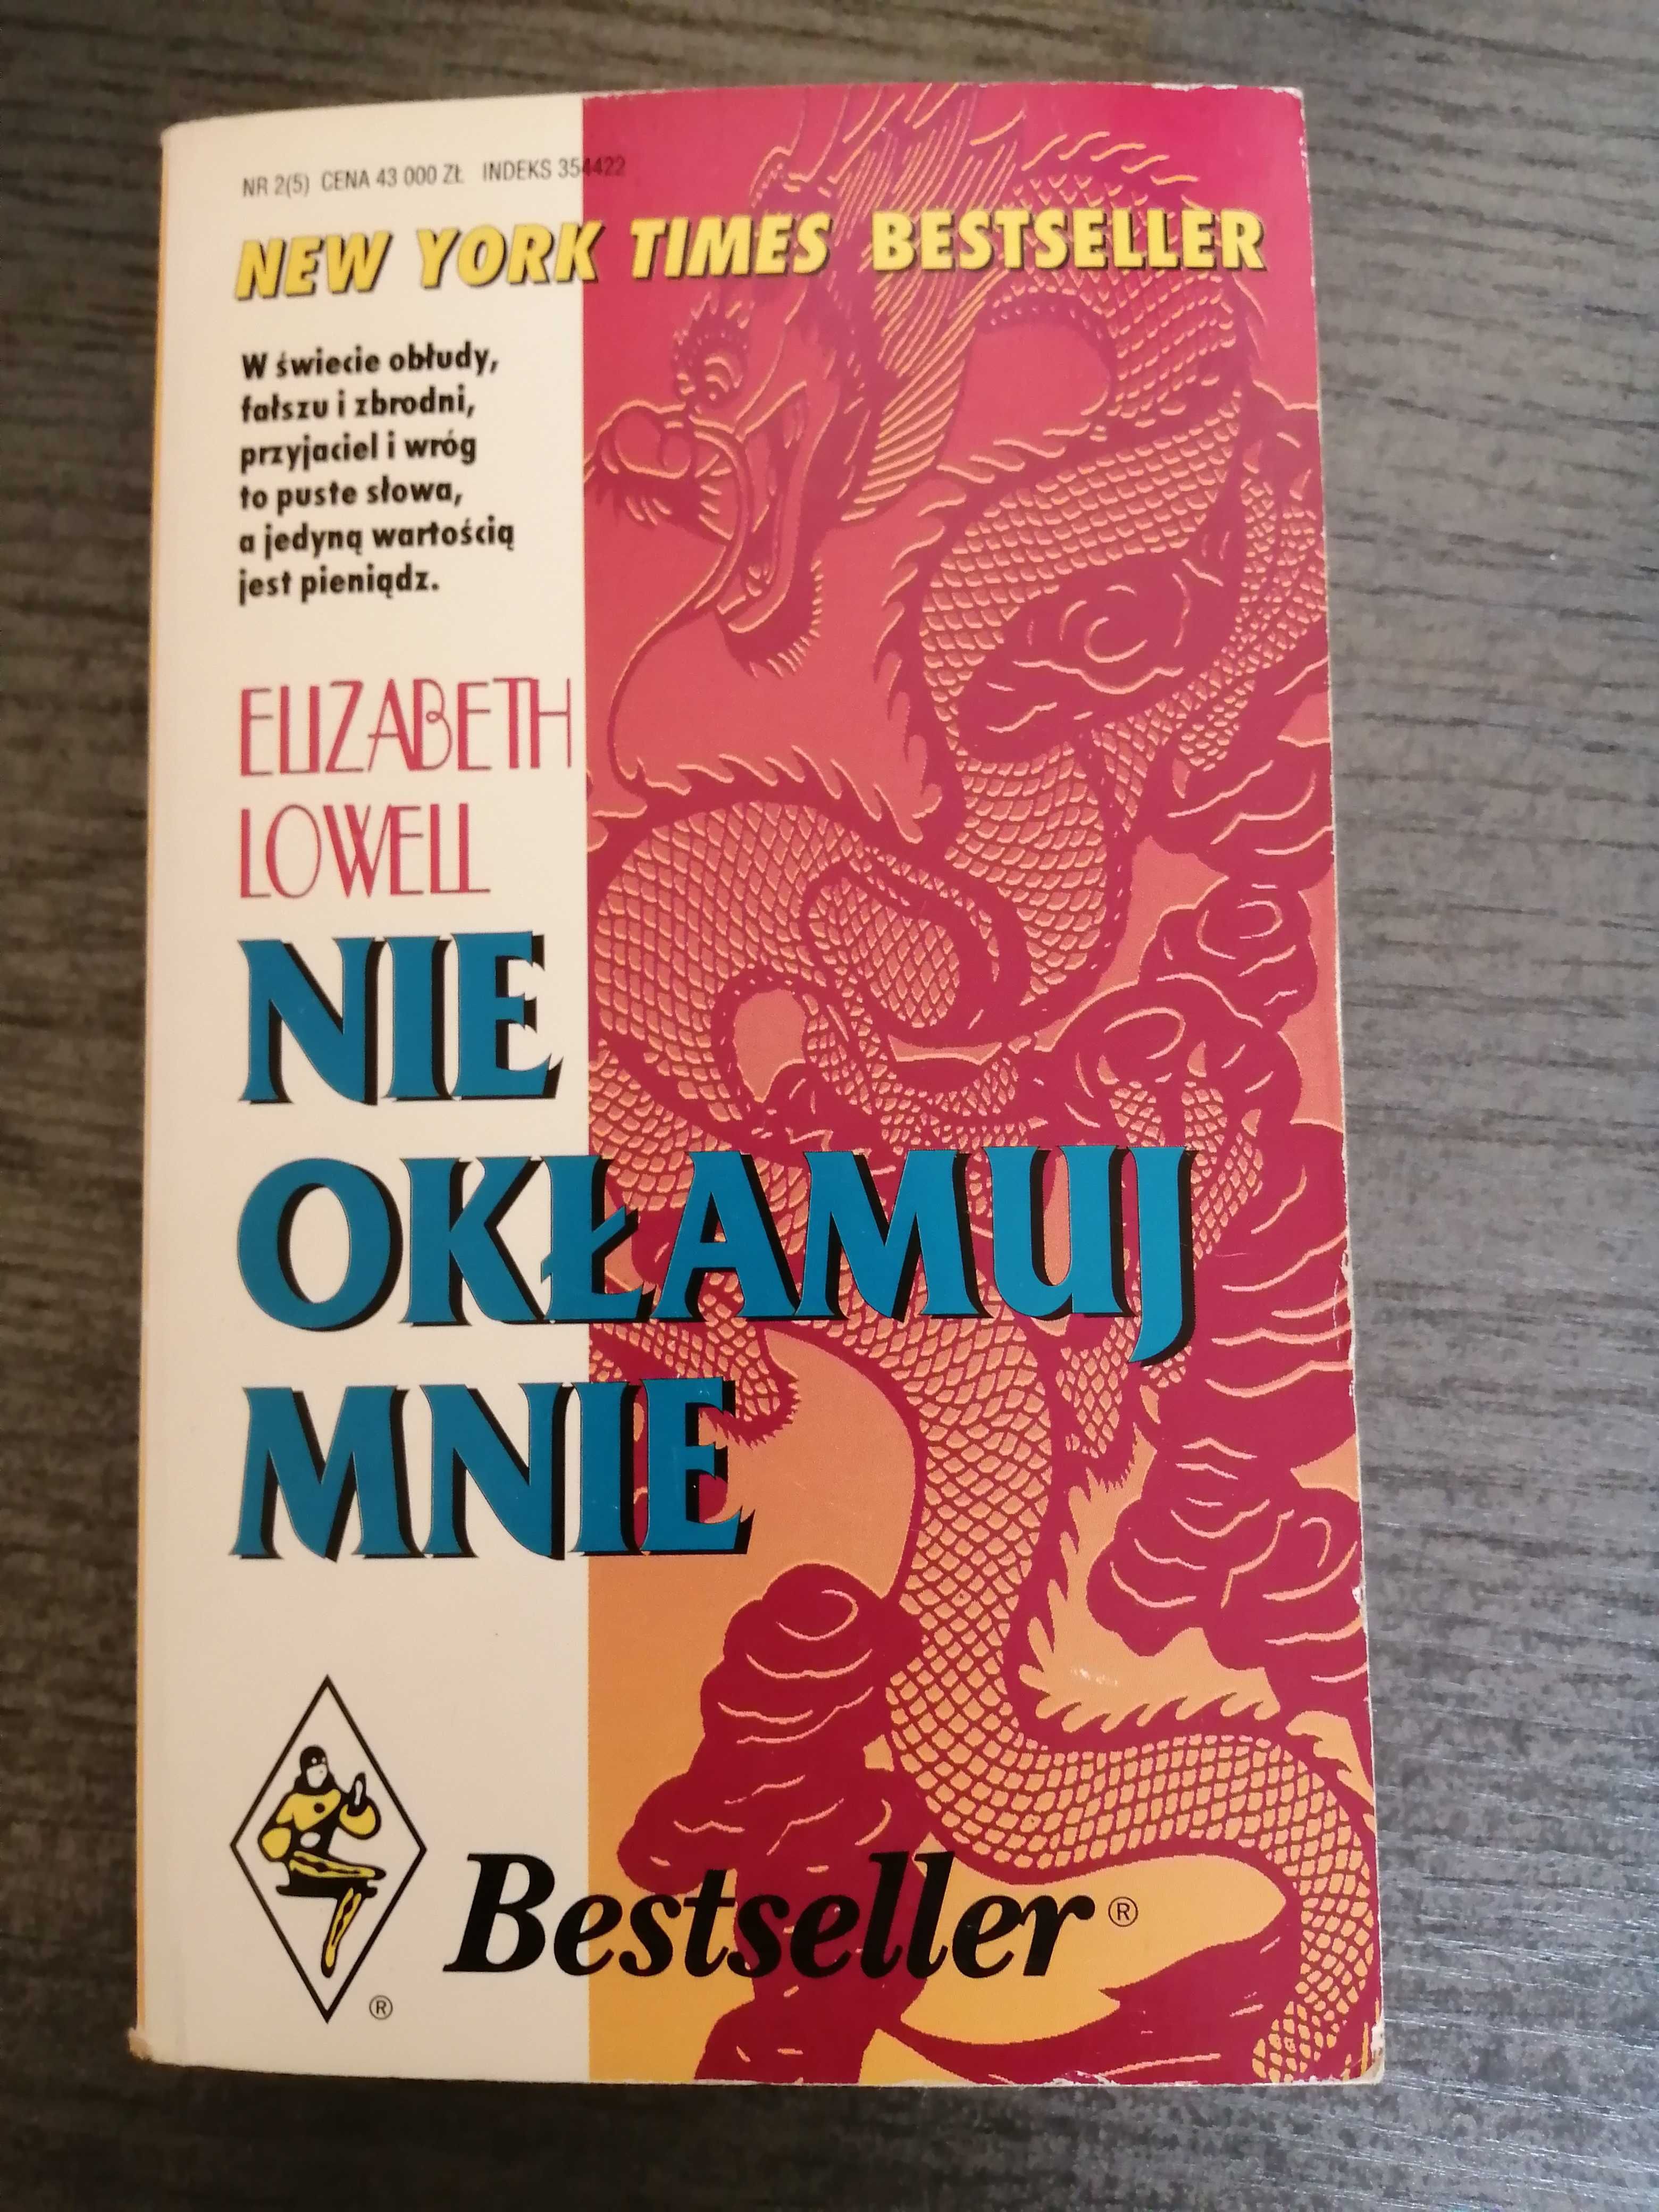 NR 2(5) CENA 43 000 ZŁ INDEKS 354422
NEW YORK TIMES BESTSELLER
W świecie obłudy,
fałszu i zbrodni,
przyjaciel i wróg
to puste słowa,
a jedyną wartością
jest pieniądz.
ELIZABETH
LOWELL
NIE
OKŁAMUJ
MNIE
Bestseller®
®